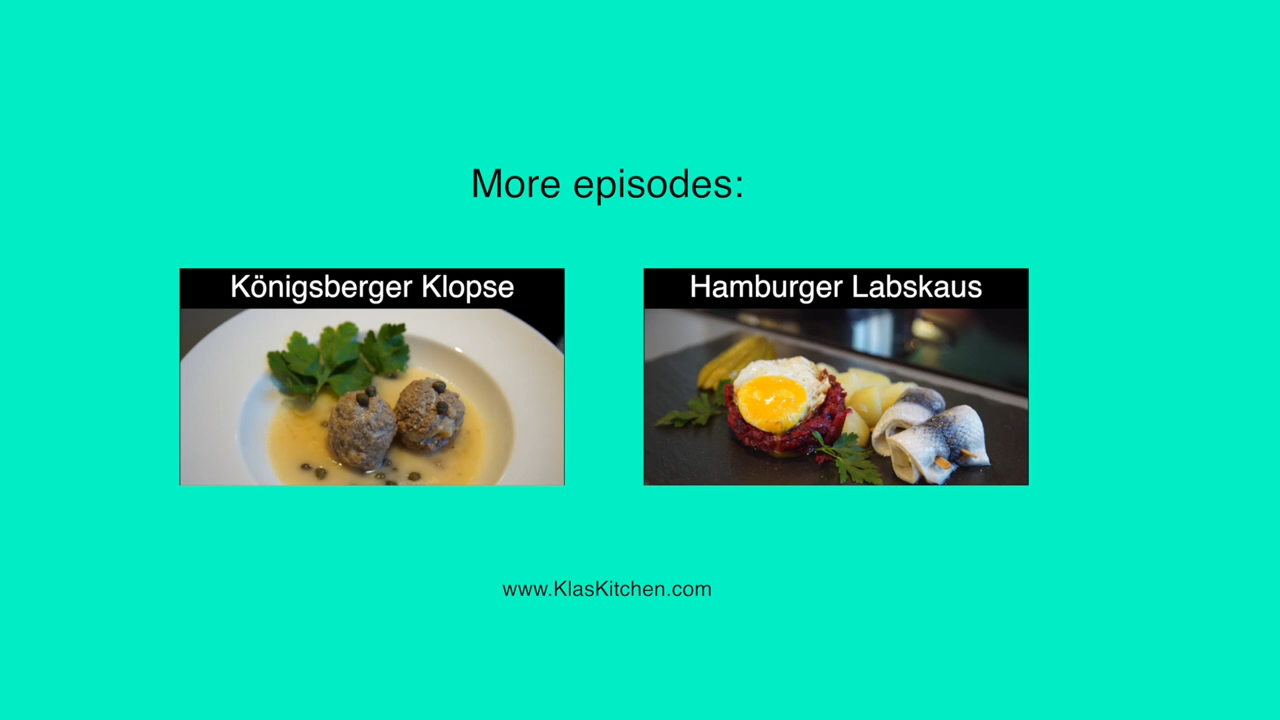 More episodes:
Königsberger Klopse
Hamburger Labskaus
www.KlasKitchen.com